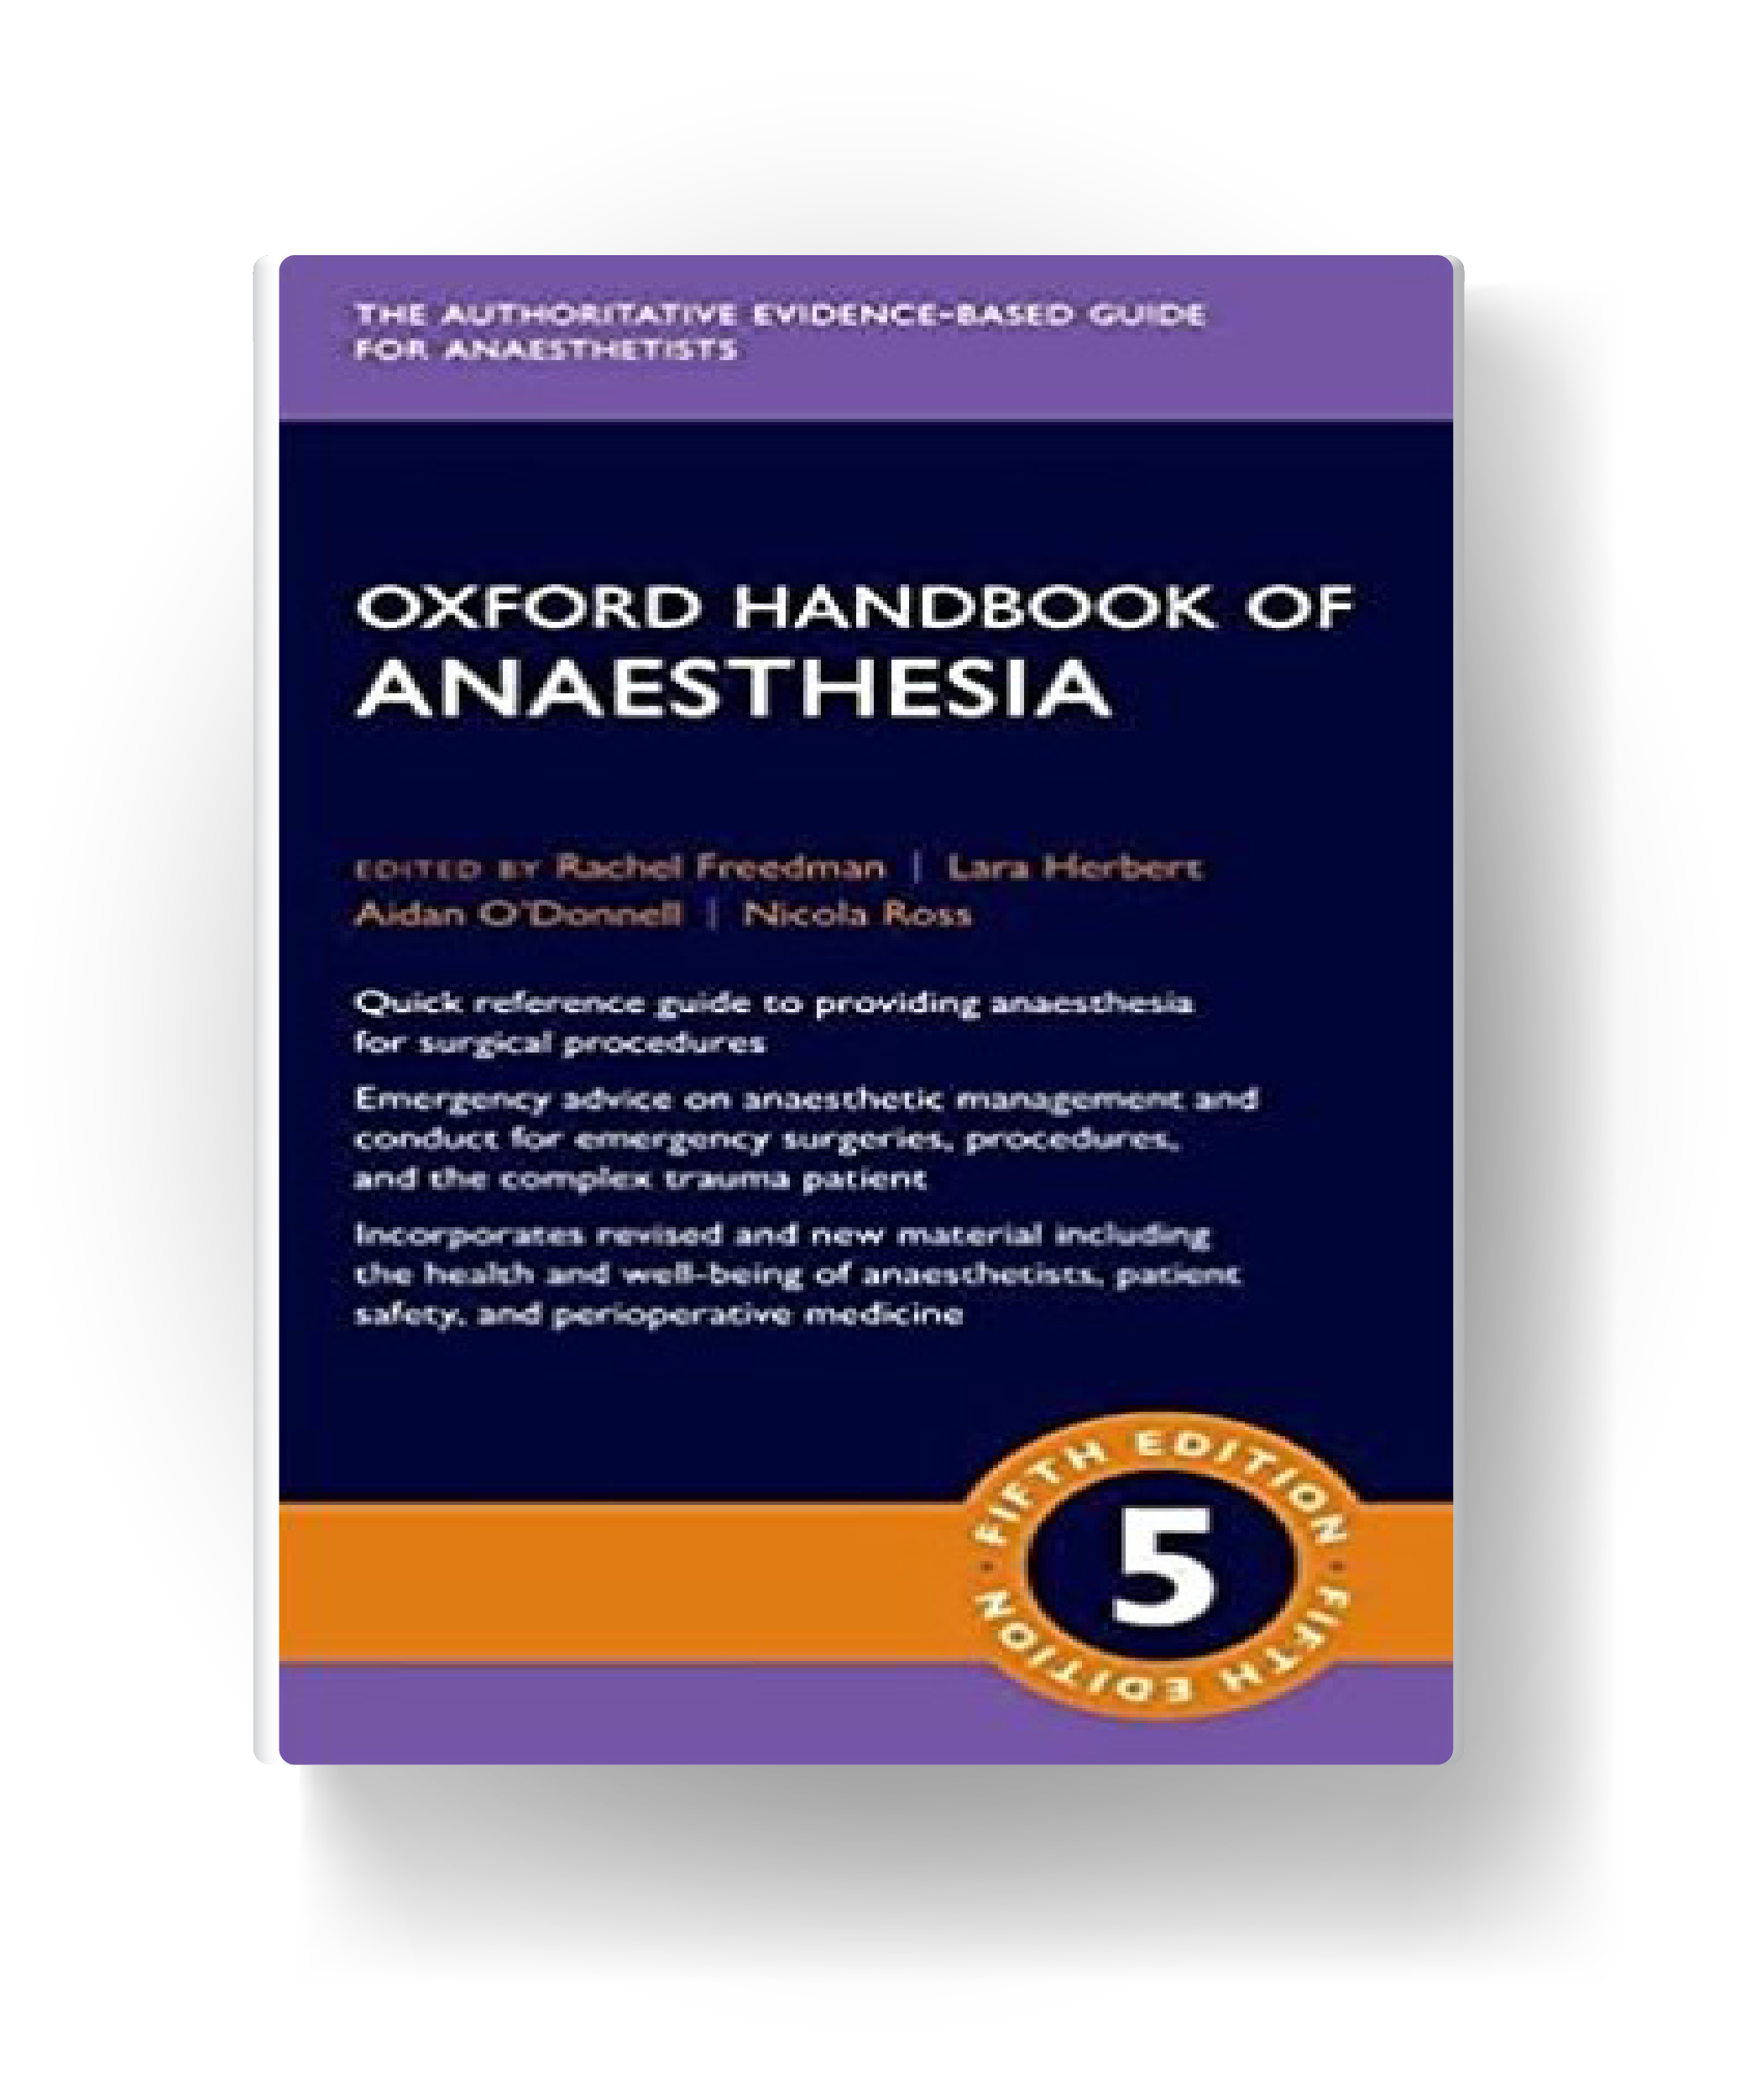 THE AUTHORITATIVE EVIDENCE-BASED GUIDE
FOR ANAESTHETISTS
OXFORD HANDBOOK OF
ANAESTHESIA
EDITED BY Rachel Freedman | Lara Herbert
Aidan O'Donnell | Nicola Ross
Quick reference guide to providing anaesthesia
for surgical procedures
Emergency advice on anaesthetic management and
conduct for emergency surgeries, procedures,
and the complex trauma patient
Incorporates revised and new material including
the health and well-being of anaesthetists, patient
safety, and perioperative medicine
· FIFTH EDITION ·
5
FIFTH EDITION